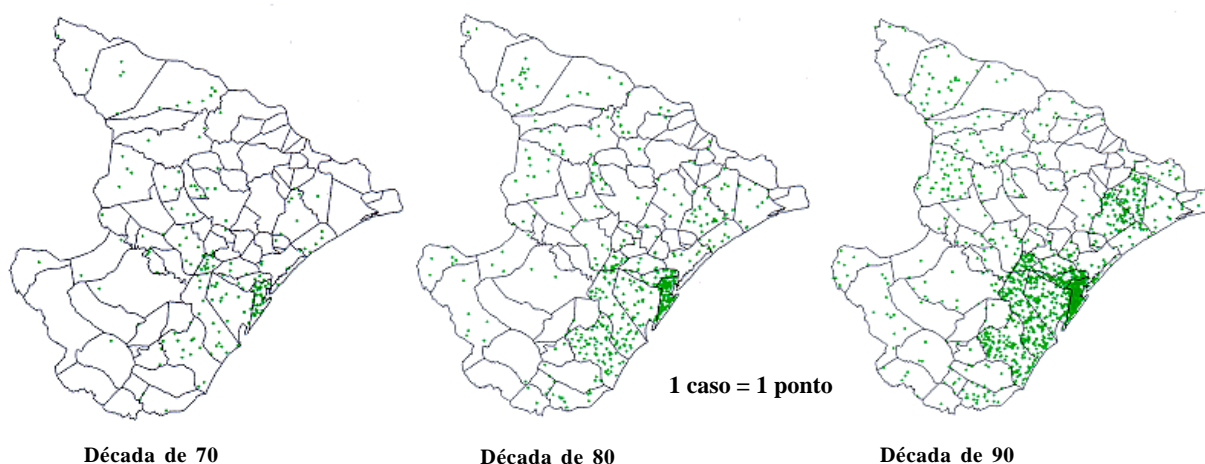 1 caso = 1 ponto
Década de 70
Década de 80
Década de 90